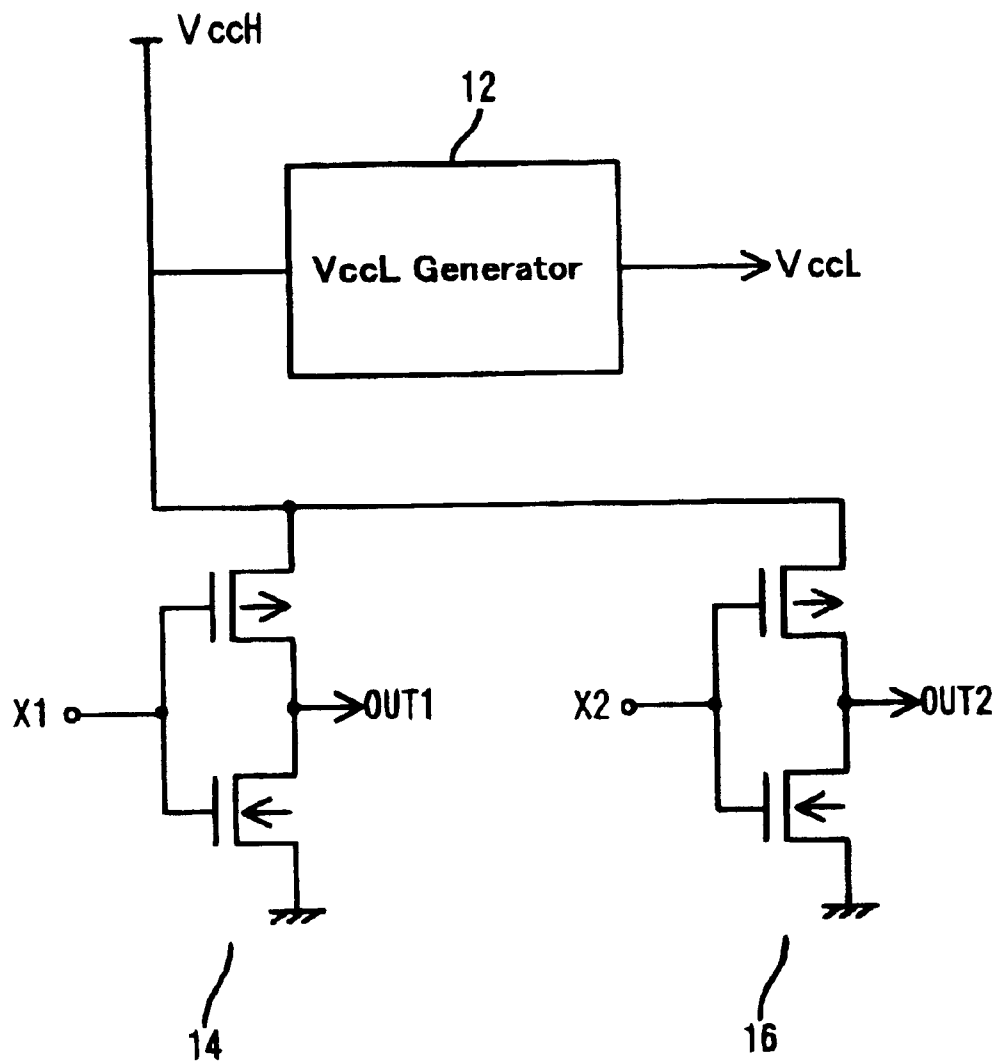 VccH
12
VccL Generator
VccL
X1
OUT1
X2
OUT2
14
16